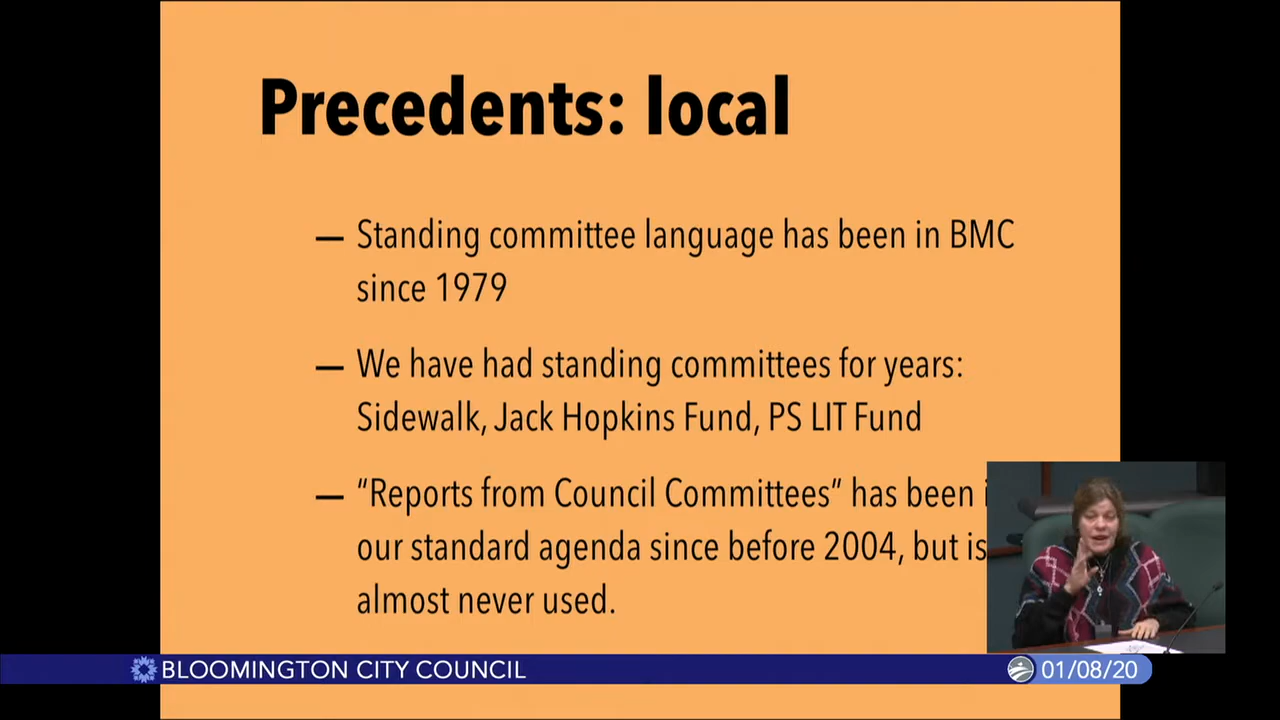 Precedents: local
— Standing committee language has been in BMC
since 1979
— We have had standing committees for years:
Sidewalk, Jack Hopkins Fund, PS LIT Fund
— “Reports from Council Committees” has been
our standard agenda since before 2004, but is
almost never used.
BLOOMINGTON CITY COUNCIL
01/08/20